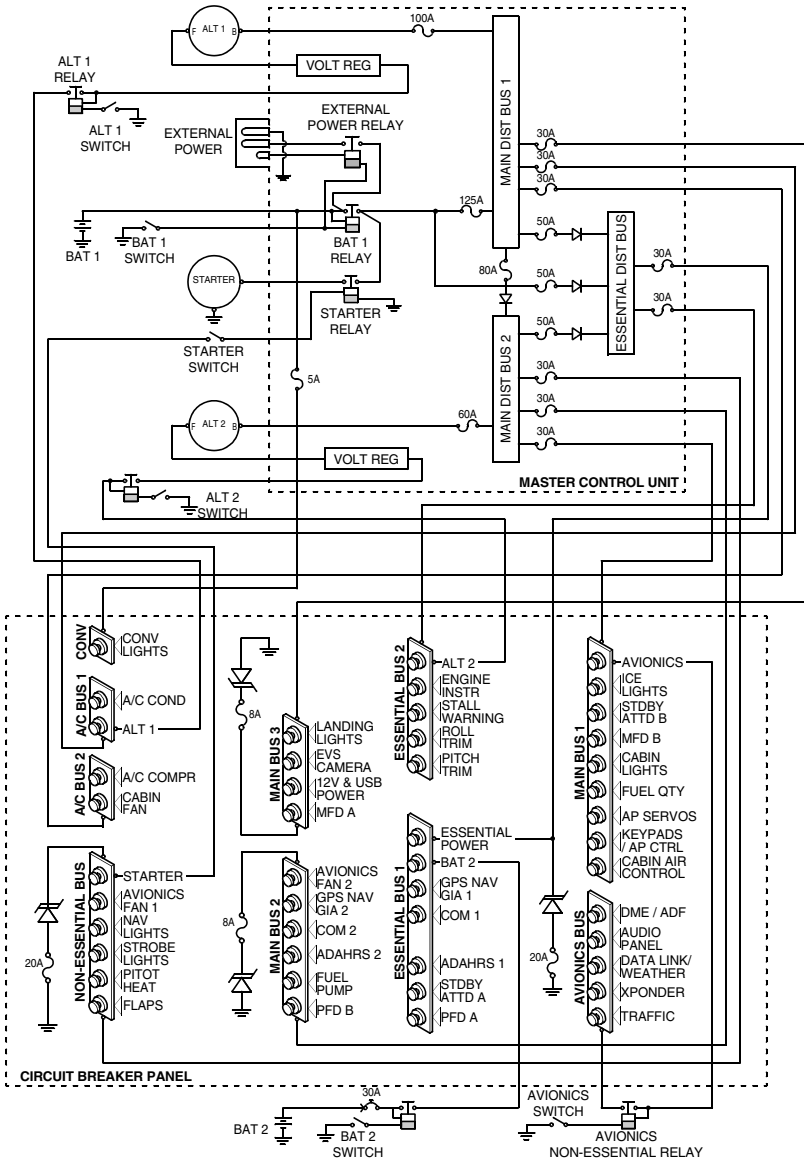 100A
F ALT 1 B
VOLT REG
ALT 1
RELAY
ALT 1
SWITCH
EXTERNAL
POWER
EXTERNAL
POWER RELAY
MAIN DIST BUS 1
30A
30A
30A
125A
BAT 1
BAT 1
SWITCH
BAT 1
RELAY
50A
80A
50A
50A
ESSENTIAL DIST BUS
30A
30A
STARTER
STARTER
RELAY
STARTER
SWITCH
5A
MAIN DIST BUS 2
30A
30A
30A
60A
F ALT 2 B
VOLT REG
ALT 2
SWITCH
MASTER CONTROL UNIT
CONV
CONV
LIGHTS
A/C BUS 1
A/C COND
ALT 1
A/C BUS 2
A/C COMPR
CABIN
FAN
NON-ESSENTIAL BUS
STARTER
AVIONICS
FAN 1
NAV
LIGHTS
STROBE
LIGHTS
PITOT
HEAT
FLAPS
20A
8A
MAIN BUS 3
LANDING
LIGHTS
EVS
CAMERA
12V & USB
POWER
MFD A
8A
MAIN BUS 2
AVIONICS
FAN 2
GPS NAV
GIA 2
COM 2
ADAHRS 2
FUEL
PUMP
PFD B
ESSENTIAL BUS 2
ALT 2
ENGINE
INSTR
STALL
WARNING
ROLL
TRIM
PITCH
TRIM
ESSENTIAL BUS 1
ESSENTIAL
POWER
BAT 2
GPS NAV
GIA 1
COM 1
ADAHRS 1
STDBY
ATTD A
PFD A
20A
MAIN BUS 1
AVIONICS
ICE
LIGHTS
STDBY
ATTD B
MFD B
CABIN
LIGHTS
FUEL QTY
AP SERVOS
KEYPADS
/ AP CTRL
CABIN AIR
CONTROL
AVIONICS BUS
DME / ADF
AUDIO
PANEL
DATA LINK/
WEATHER
XPONDER
TRAFFIC
CIRCUIT BREAKER PANEL
BAT 2
30A
BAT 2
SWITCH
AVIONICS
SWITCH
AVIONICS
NON-ESSENTIAL RELAY